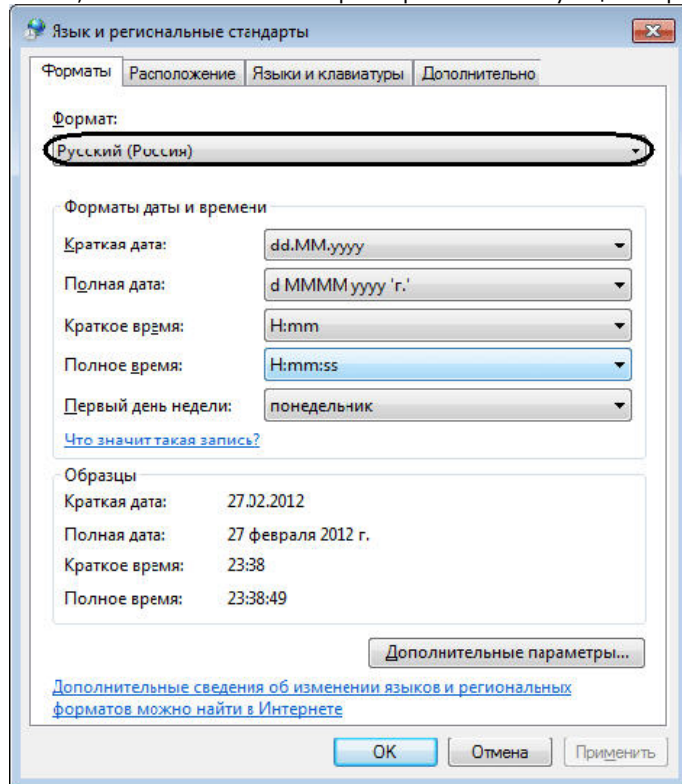 Язык и региональные стандарты
Форматы Расположение Языки и клавиатуры Дополнительно
Формат:
Русский (Россия)
Форматы даты и времени
Краткая дата: dd.MM.yyyy
Полная дата: d MMMM yyyy 'г.'
Краткое время: H:mm
Полное время: H:mm:ss
Первый день недели: понедельник
Что значит такая запись?
Образцы
Краткая дата: 27.02.2012
Полная дата: 27 февраля 2012 г.
Краткое время: 23:38
Полное время: 23:38:49
Дополнительные параметры...
Дополнительные сведения об изменении языков и региональных
форматов можно найти в Интернете
OK Отмена Применить